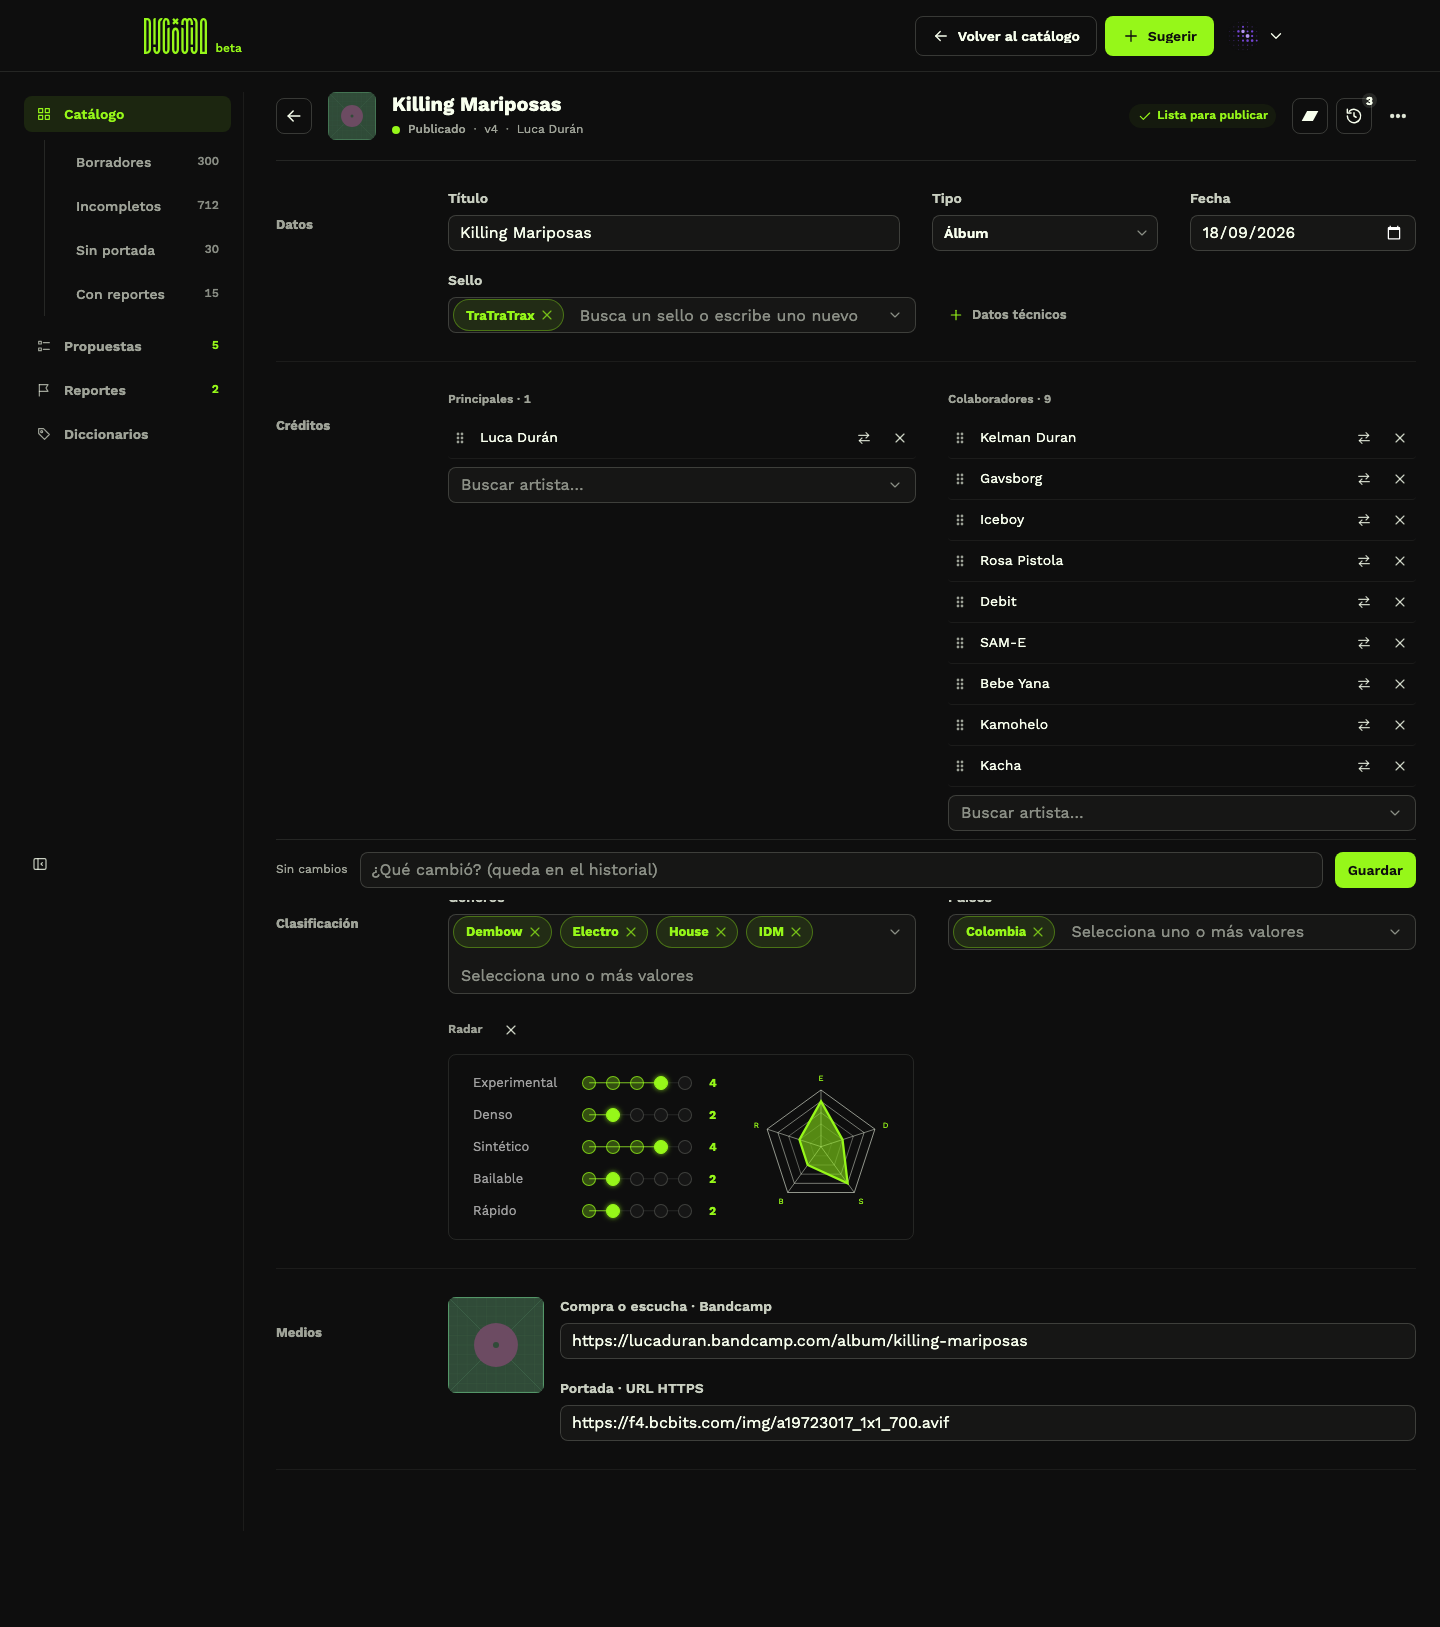 beta
Volver al catálogo
Sugerir
Catálogo
Borradores 300
Incompletos 712
Sin portada 30
Con reportes 15
Propuestas 5
Reportes 2
Diccionarios
Killing Mariposas
Publicado · v4 · Luca Durán
Lista para publicar
3
Datos
Título
Killing Mariposas
Tipo
Álbum
Fecha
18/09/2026
Sello
TraTraTrax
Busca un sello o escribe uno nuevo
Datos técnicos
Créditos
Principales · 1
Luca Durán
Buscar artista...
Colaboradores · 9
Kelman Duran
Gavsborg
Iceboy
Rosa Pistola
Debit
SAM-E
Bebe Yana
Kamohelo
Kacha
Buscar artista...
Sin cambios
¿Qué cambió? (queda en el historial)
Guardar
Clasificación
Géneros
Dembow Electro House IDM
Selecciona uno o más valores
Países
Colombia
Selecciona uno o más valores
Radar
Experimental 4
Denso 2
Sintético 4
Bailable 2
Rápido 2
E
R D
B S
Medios
Compra o escucha · Bandcamp
https://lucaduran.bandcamp.com/album/killing-mariposas
Portada · URL HTTPS
https://f4.bcbits.com/img/a19723017_1x1_700.avif